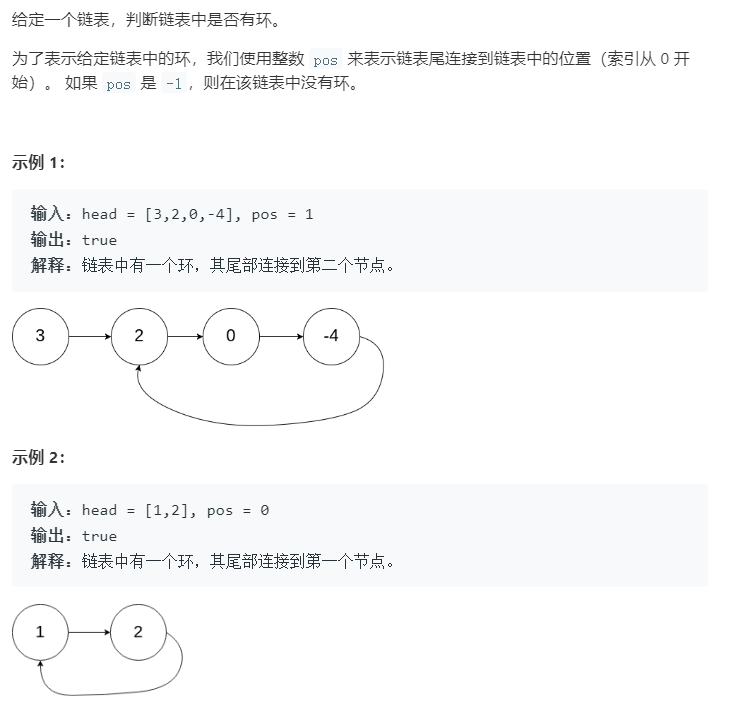 给定一个链表，判断链表中是否有环。
为了表示给定链表中的环，我们使用整数 pos 来表示链表尾连接到链表中的位置（索引从 0 开
始）。 如果 pos 是 -1，则在该链表中没有环。
示例 1：
输入：head = [3,2,0,-4], pos = 1
输出：true
解释：链表中有一个环，其尾部连接到第二个节点。
3 2 0 -4
示例 2：
输入：head = [1,2], pos = 0
输出：true
解释：链表中有一个环，其尾部连接到第一个节点。
1 2